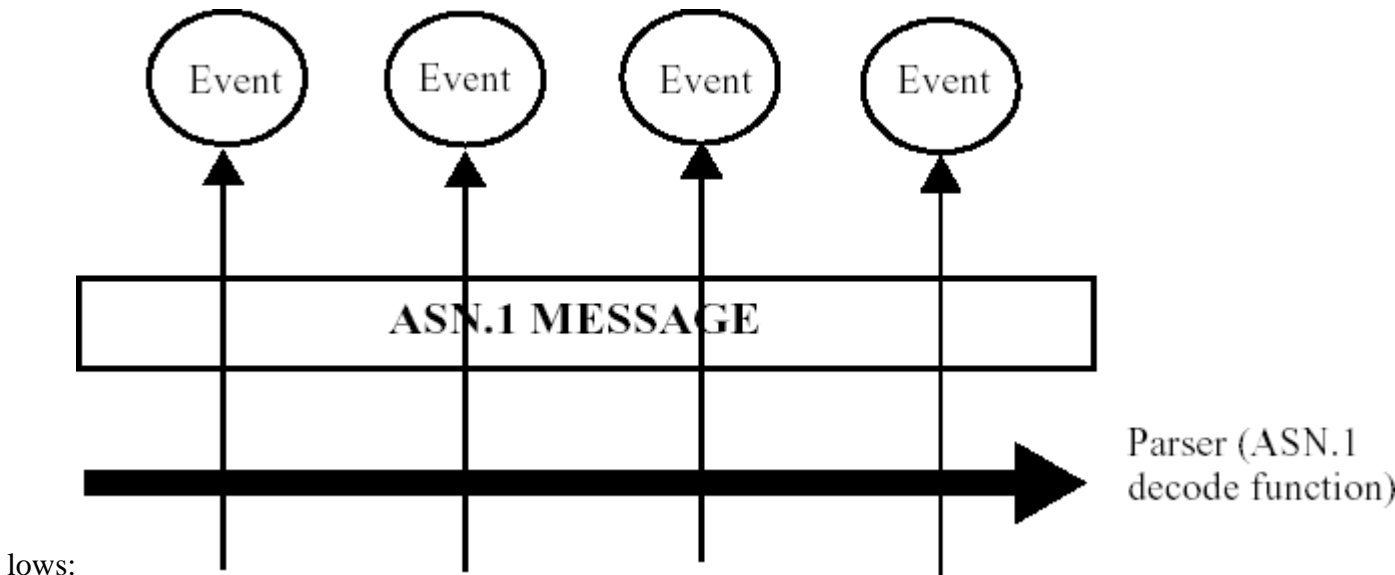 Event Event Event Event
ASN.1 MESSAGE
Parser (ASN.1
decode function)
lows: